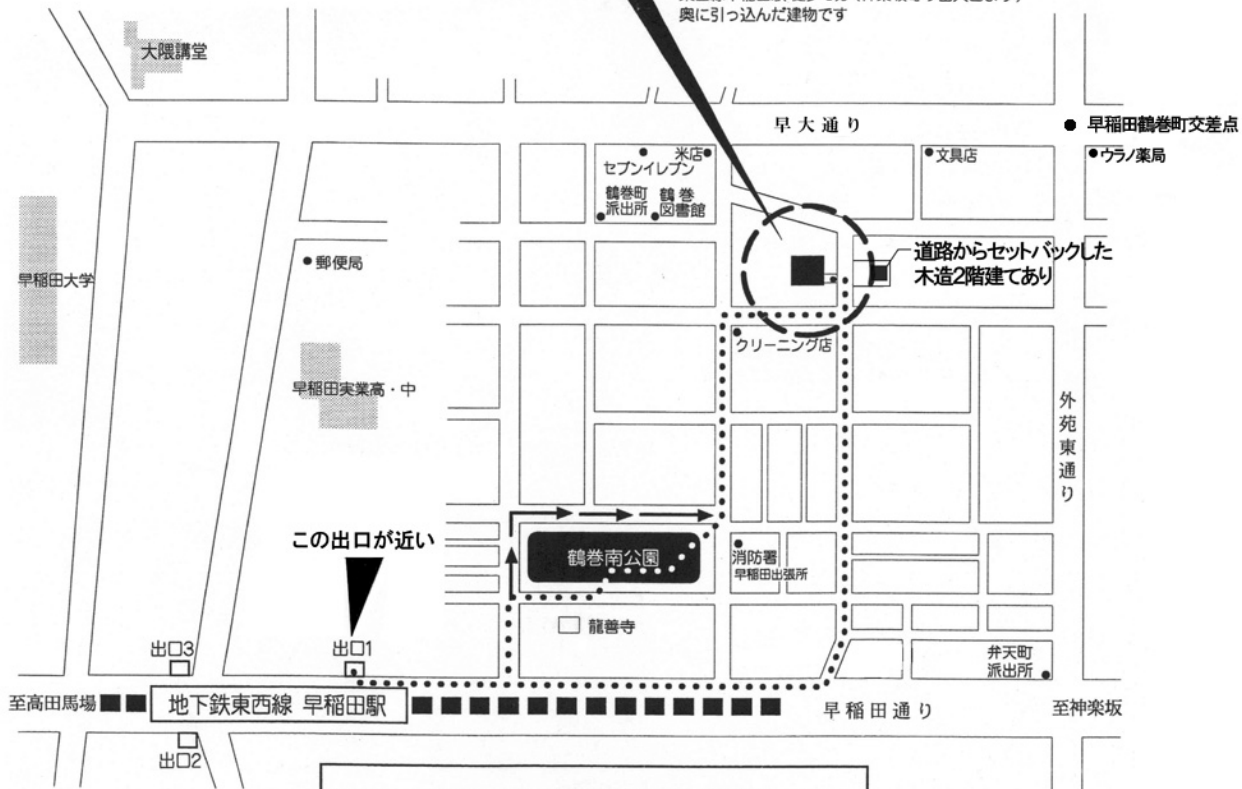 奥に引っ込んだ建物です
大隈講堂
早大通り
早稲田鶴巻町交差点
米店
セブンイレブン
文具店
ウラノ薬局
鶴巻町
派出所
鶴巻
図書館
郵便局
早稲田大学
道路からセットバックした
木造2階建てあり
クリーニング店
早稲田実業高・中
外苑東通り
この出口が近い
鶴巻南公園
消防署
早稲田出張所
龍善寺
出口3
出口1
弁天町
派出所
至高田馬場
地下鉄東西線 早稲田駅
早稲田通り
至神楽坂
出口2